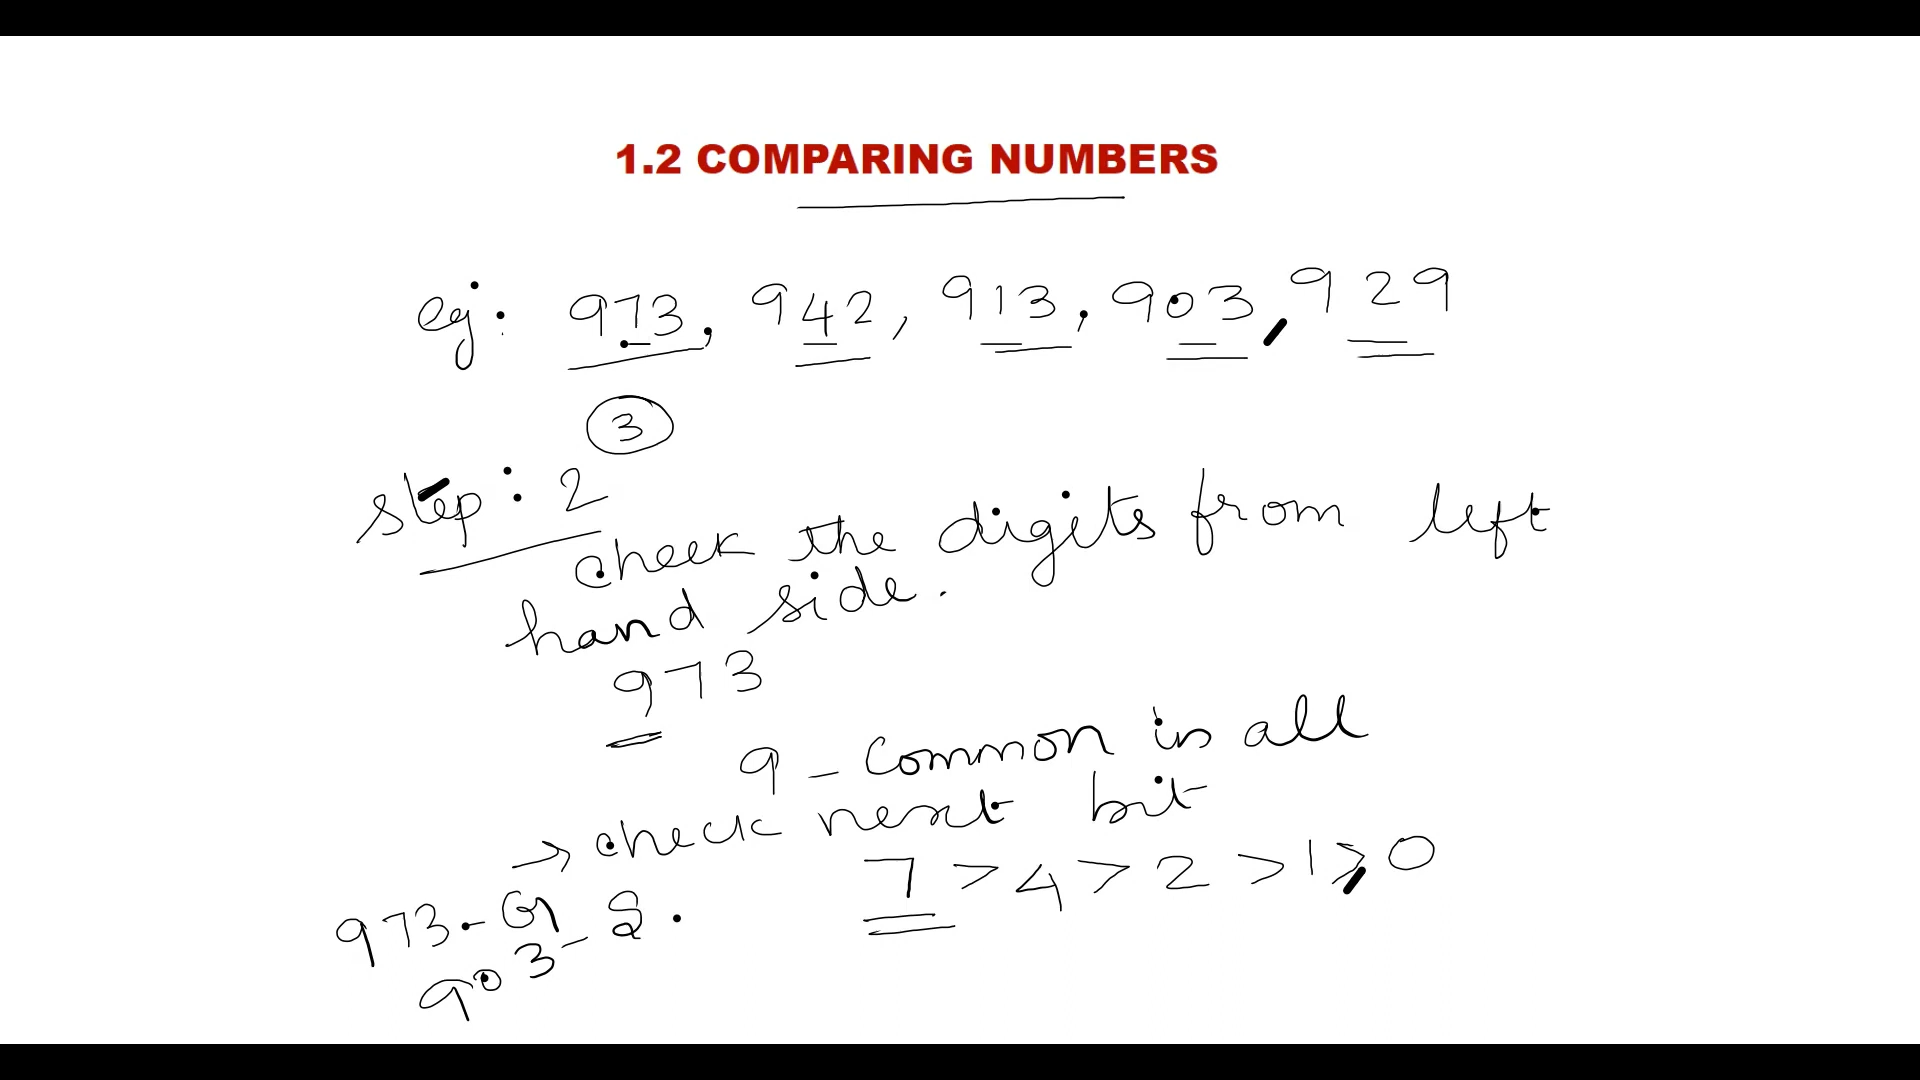 1.2 COMPARING NUMBERS
eg: 973, 942, 913, 903, 929
3
step: 2
check the digits from left
hand side.
973
9 - Common in all
→ check next bit
7 > 4 > 2 > 1 > 0
973 - G
903 - S.